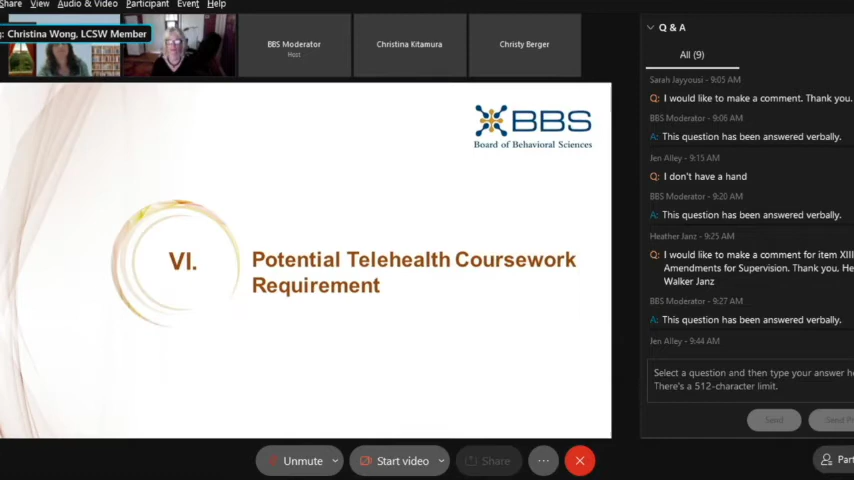 Share View Audio & Video Participant Event Help
: Christina Wong, LCSW Member
BBS Moderator
Host
Christina Kitamura
Christy Berger
BBS
Board of Behavioral Sciences
VI.
Potential Telehealth Coursework
Requirement
Q & A
All (9)
Sarah Jayyousi - 9:05 AM
Q: I would like to make a comment. Thank you.
BBS Moderator - 9:06 AM
A: This question has been answered verbally.
Jen Alley - 9:15 AM
Q: I don't have a hand
BBS Moderator - 9:20 AM
A: This question has been answered verbally.
Heather Janz - 9:25 AM
Q: I would like to make a comment for item XIII
Amendments for Supervision. Thank you. He
Walker Janz
BBS Moderator - 9:27 AM
A: This question has been answered verbally.
Jen Alley - 9:44 AM
Select a question and then type your answer he
There's a 512-character limit.
Send
Send Pr
Unmute
Start video
Share
Part